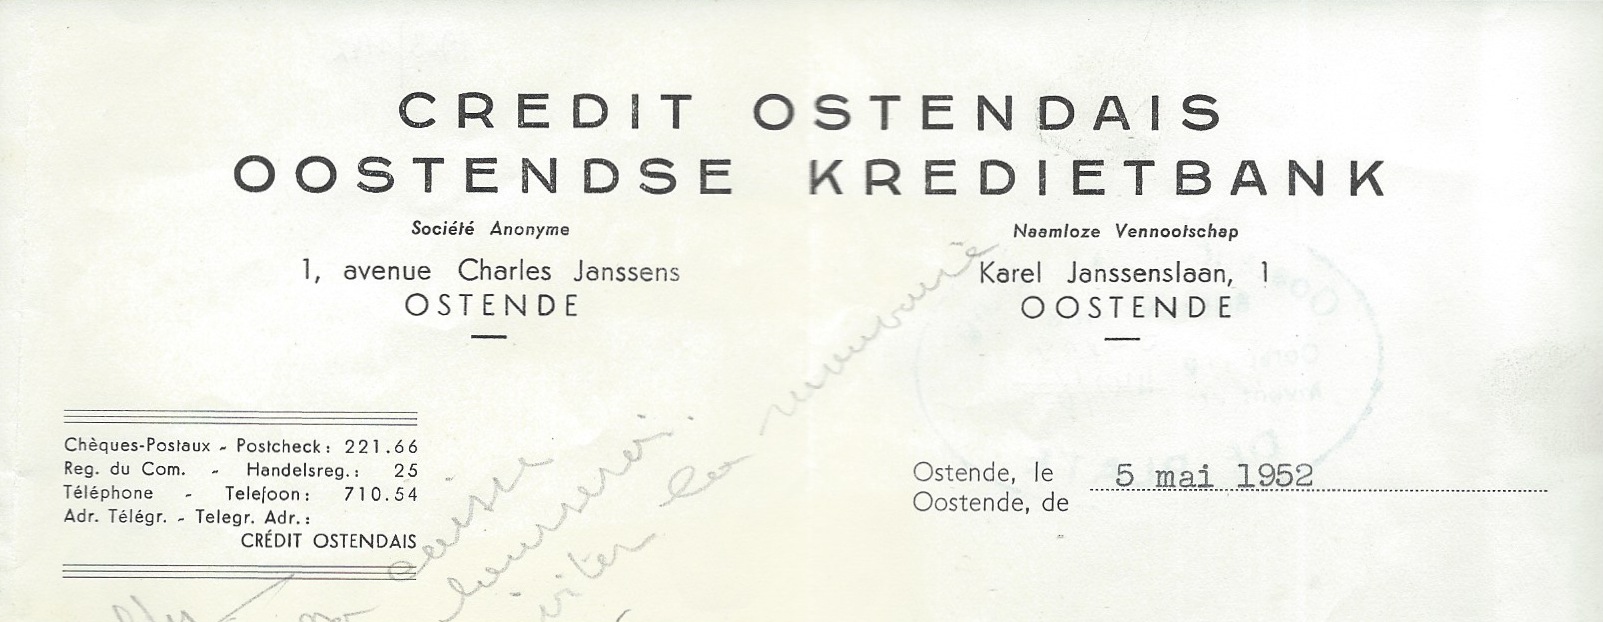 CREDIT OSTENDAIS
OOSTENDSE KREDIETBANK
Société Anonyme
1, avenue Charles Janssens
OSTENDE
Naamloze Vennootschap
Karel Janssenslaan, 1
OOSTENDE
Chèques-Postaux - Postcheck: 221.66
Reg. du Com. - Handelsreg.: 25
Téléphone - Telefoon: 710.54
Adr. Télégr. - Telegr. Adr.:
CRÉDIT OSTENDAIS
Ostende, le 5 mai 1952
Oostende, de